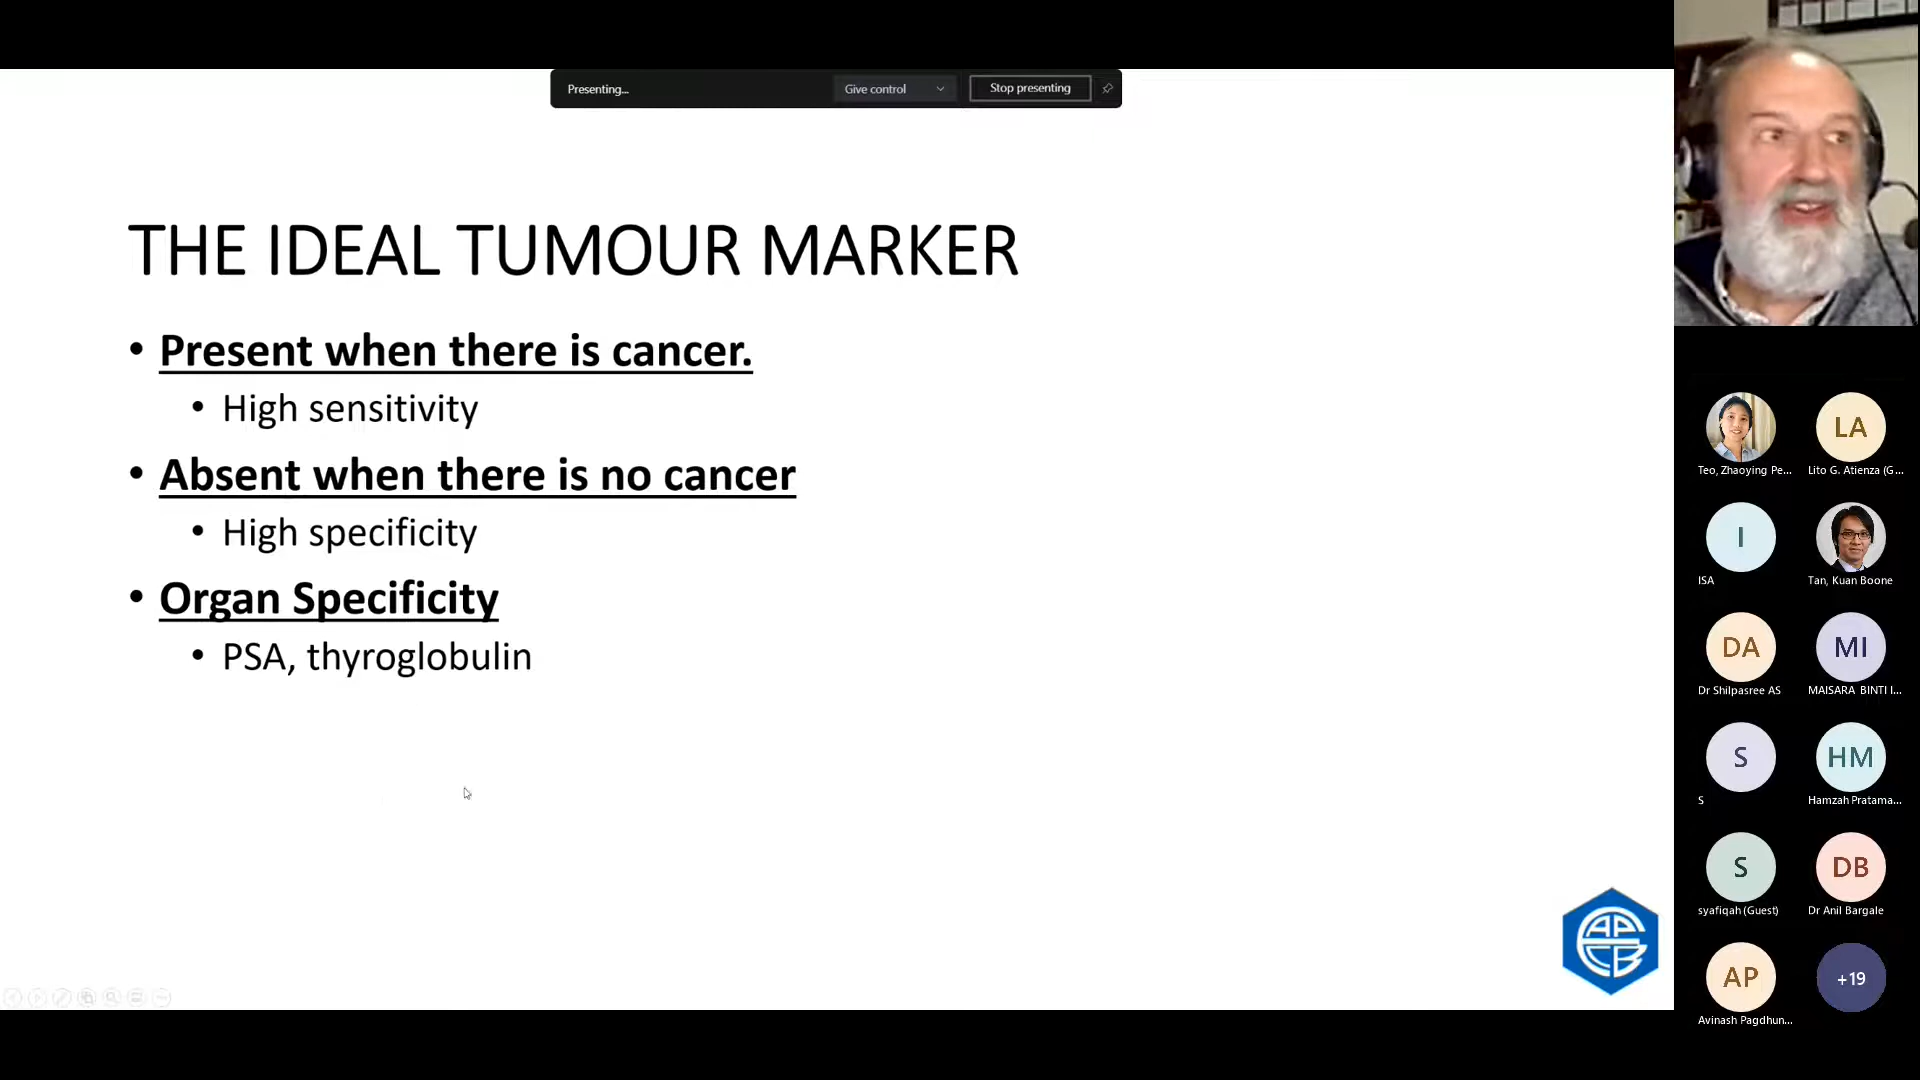 Presenting...
Give control
Stop presenting
THE IDEAL TUMOUR MARKER
• Present when there is cancer.
• High sensitivity
• Absent when there is no cancer
• High specificity
• Organ Specificity
• PSA, thyroglobulin
APFCB
LA
Teo, Zhaoying Pe...
Lito G. Atienza (G...
I
ISA
Tan, Kuan Boone
DA
MI
Dr Shilpasree AS
MAISARA BINTI I...
S
HM
S
Hamzah Pratama...
S
DB
syafiqah (Guest)
Dr Anil Bargale
AP
+19
Avinash Pagdhun...